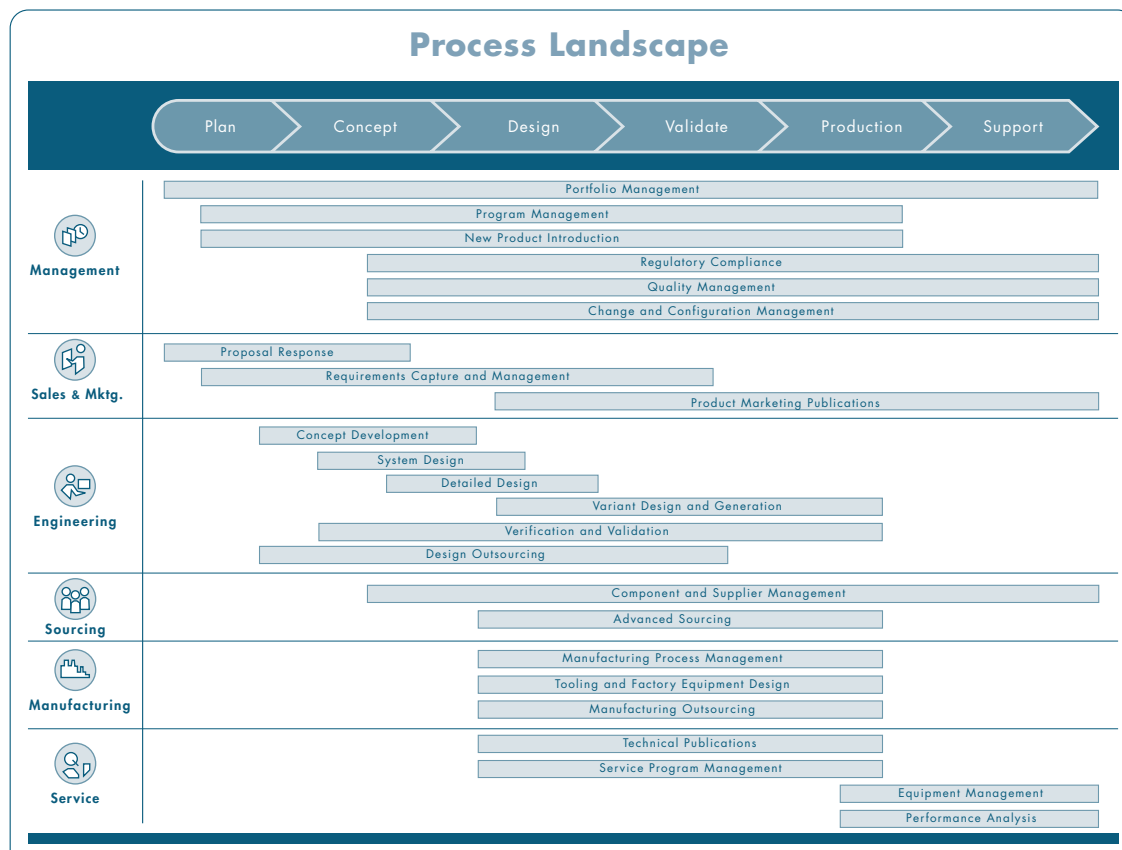 Process Landscape
Plan
Concept
Design
Validate
Production
Support
Management
Portfolio Management
Program Management
New Product Introduction
Regulatory Compliance
Quality Management
Change and Configuration Management
Sales & Mktg.
Proposal Response
Requirements Capture and Management
Product Marketing Publications
Engineering
Concept Development
System Design
Detailed Design
Variant Design and Generation
Verification and Validation
Design Outsourcing
Sourcing
Component and Supplier Management
Advanced Sourcing
Manufacturing
Manufacturing Process Management
Tooling and Factory Equipment Design
Manufacturing Outsourcing
Service
Technical Publications
Service Program Management
Equipment Management
Performance Analysis